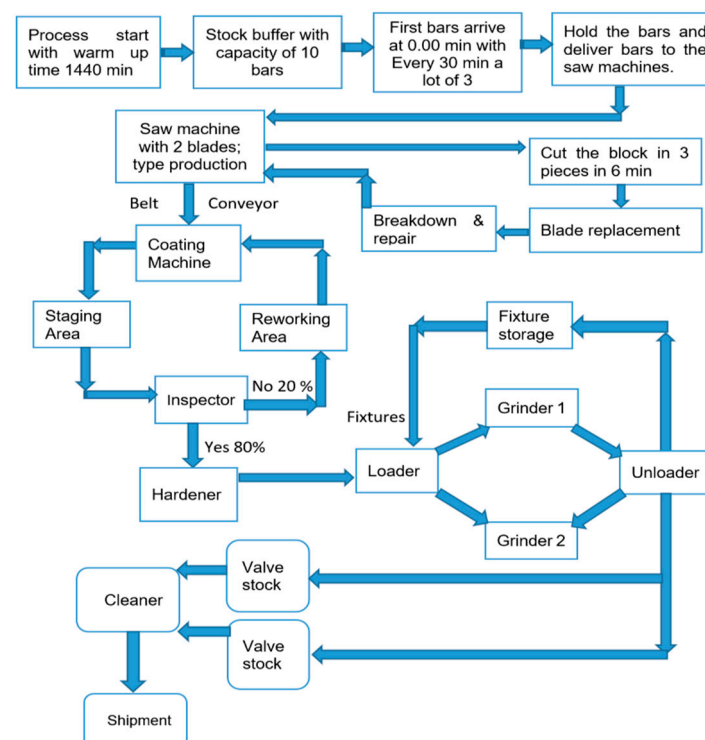 Process start
with warm up
time 1440 min
Stock buffer with
capacity of 10
bars
First bars arrive
at 0.00 min with
Every 30 min a
lot of 3
Hold the bars and
deliver bars to the
saw machines.
Saw machine
with 2 blades;
type production
Cut the block in 3
pieces in 6 min
Belt Conveyor
Breakdown &
repair
Blade replacement
Coating
Machine
Staging
Area
Reworking
Area
Fixture
storage
Inspector
No 20 %
Yes 80%
Fixtures
Grinder 1
Hardener
Loader
Unloader
Grinder 2
Valve
stock
Cleaner
Valve
stock
Shipment